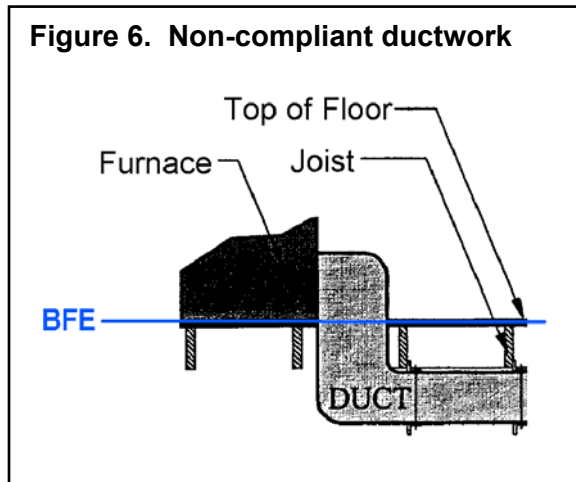 Figure 6.  Non-compliant ductwork
Top of Floor
Furnace
Joist
BFE
DUCT